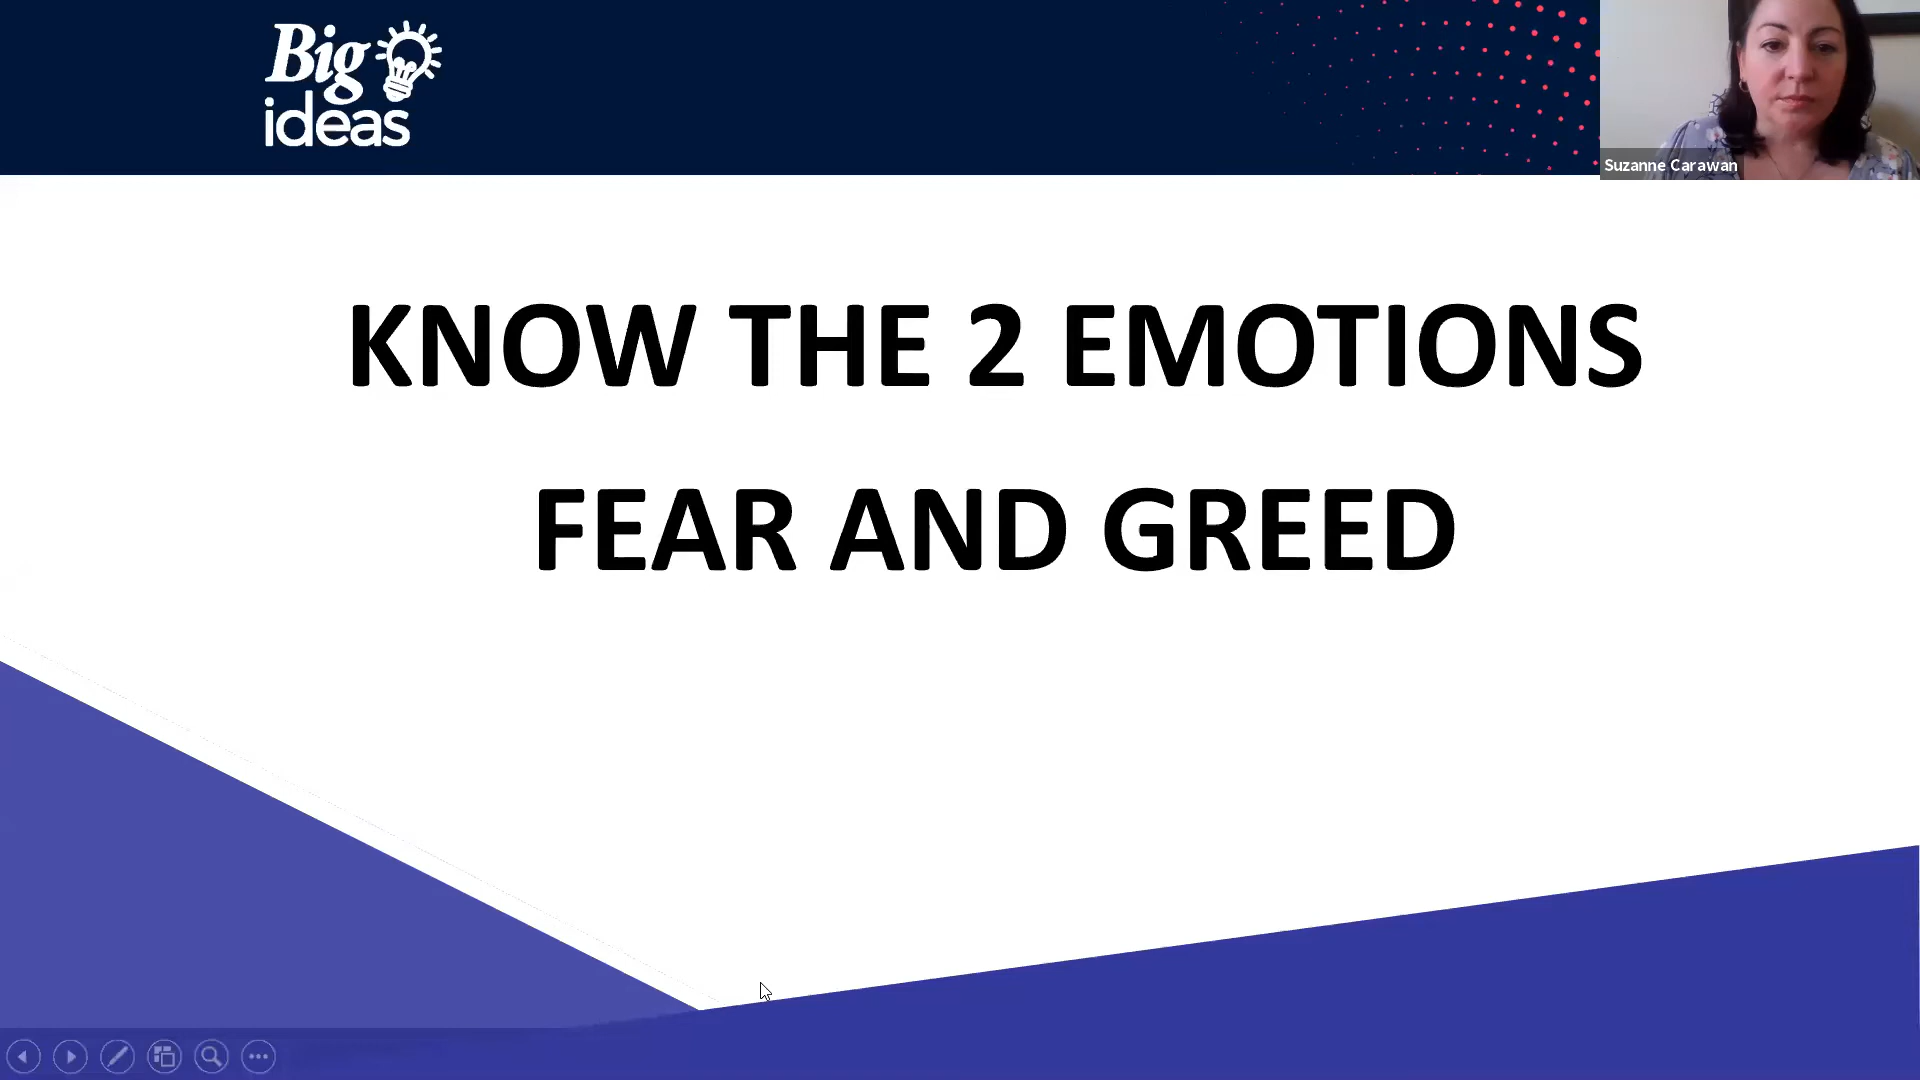 Big
ideas
Suzanne Carawan
KNOW THE 2 EMOTIONS
FEAR AND GREED